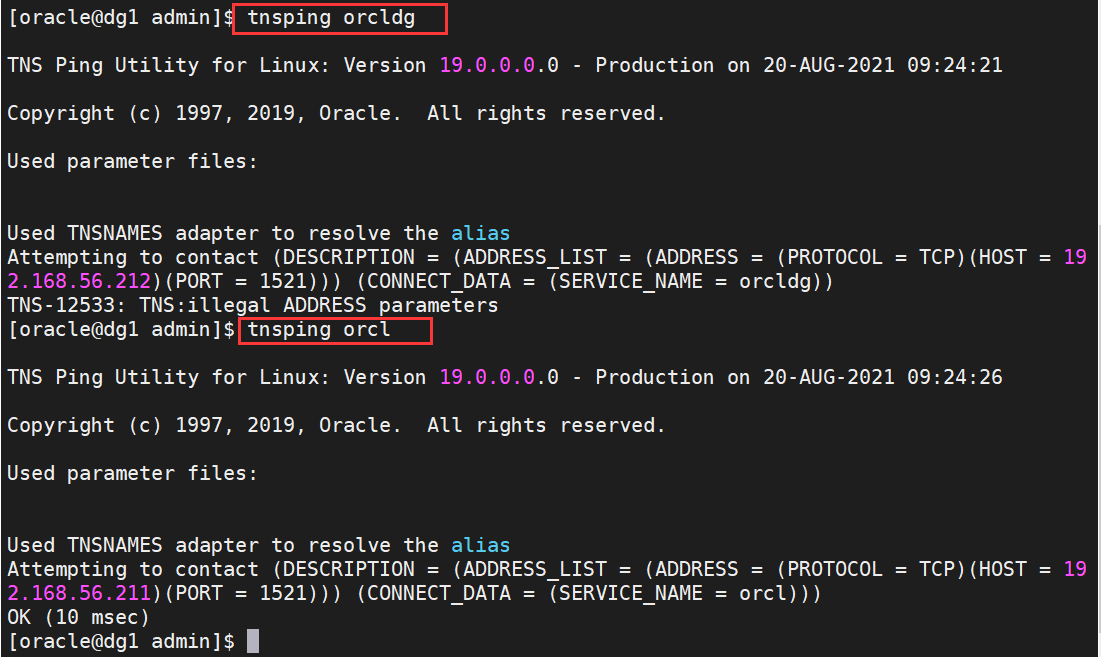 [oracle@dg1 admin]$ tnsping orcldg
TNS Ping Utility for Linux: Version 19.0.0.0.0 - Production on 20-AUG-2021 09:24:21
Copyright (c) 1997, 2019, Oracle.  All rights reserved.
Used parameter files:
Used TNSNAMES adapter to resolve the alias
Attempting to contact (DESCRIPTION = (ADDRESS_LIST = (ADDRESS = (PROTOCOL = TCP)(HOST = 19
2.168.56.212)(PORT = 1521))) (CONNECT_DATA = (SERVICE_NAME = orcldg))
TNS-12533: TNS:illegal ADDRESS parameters
[oracle@dg1 admin]$ tnsping orcl
TNS Ping Utility for Linux: Version 19.0.0.0.0 - Production on 20-AUG-2021 09:24:26
Copyright (c) 1997, 2019, Oracle.  All rights reserved.
Used parameter files:
Used TNSNAMES adapter to resolve the alias
Attempting to contact (DESCRIPTION = (ADDRESS_LIST = (ADDRESS = (PROTOCOL = TCP)(HOST = 19
2.168.56.211)(PORT = 1521))) (CONNECT_DATA = (SERVICE_NAME = orcl)))
OK (10 msec)
[oracle@dg1 admin]$